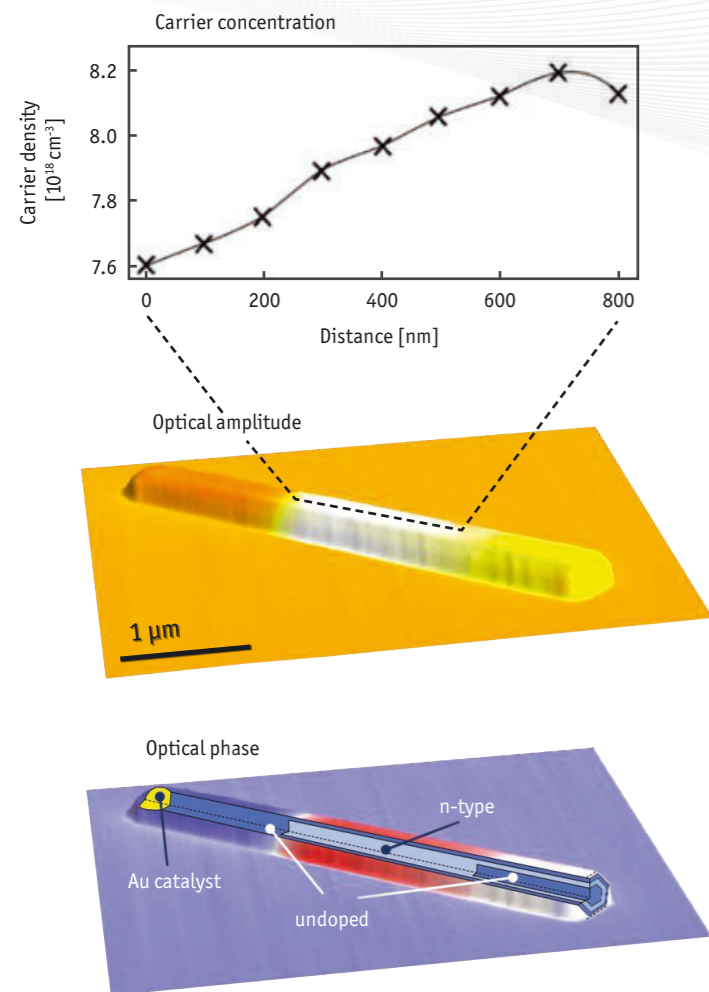 Carrier concentration
Carrier density
[10¹⁸ cm⁻³]
8.2
8.0
7.8
7.6
0 200 400 600 800
Distance [nm]
Optical amplitude
1 µm
Optical phase
n-type
Au catalyst
undoped